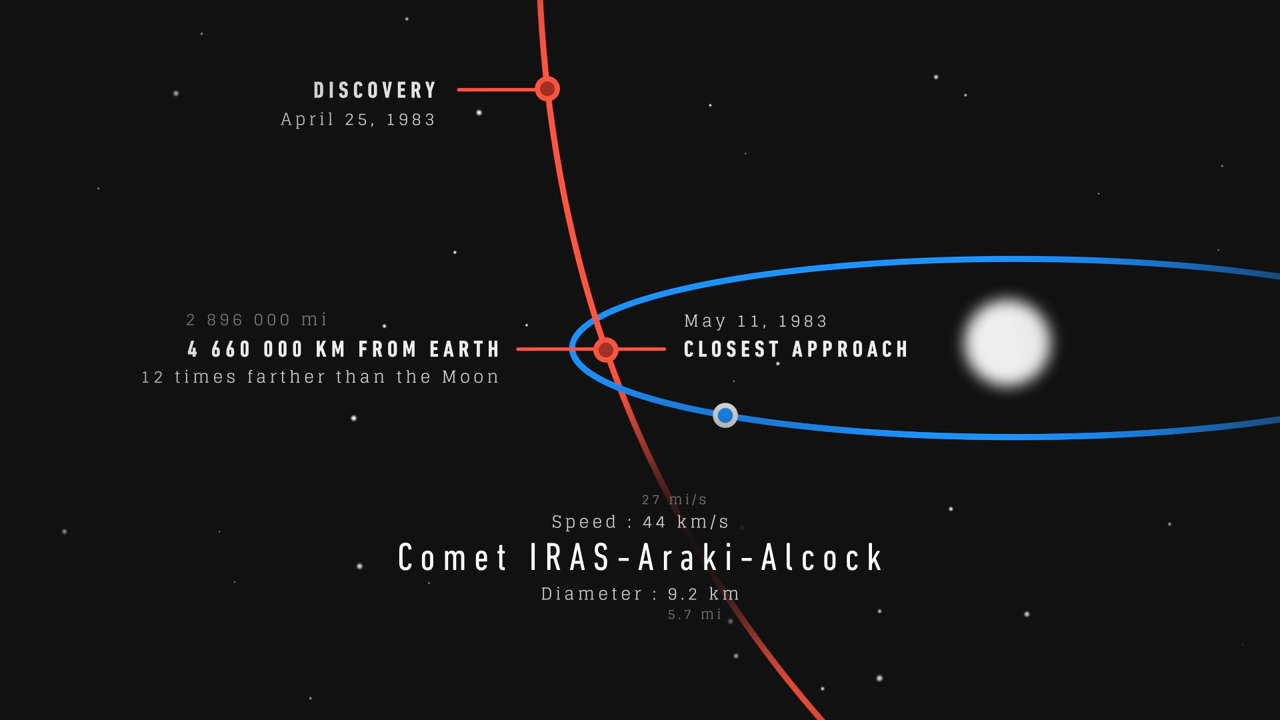 DISCOVERY
April 25, 1983
2 896 000 mi
4 660 000 KM FROM EARTH
12 times farther than the Moon
May 11, 1983
CLOSEST APPROACH
27 mi/s
Speed : 44 km/s
Comet IRAS-Araki-Alcock
Diameter : 9.2 km
5.7 mi